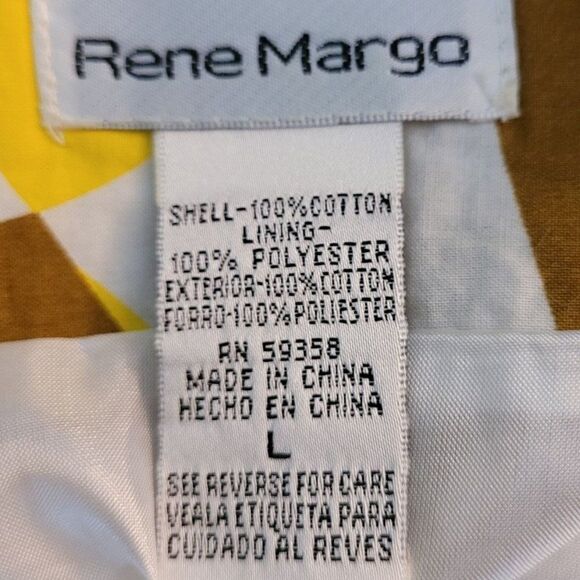 Rene Margo
SHELL-100%COTTON
LINING-
100% POLYESTER
EXTERIOR-100%COTTON
FORRO-100%POLIESTER
RN 59358
MADE IN CHINA
HECHO EN CHINA
L
SEE REVERSE FOR CARE
VEALA ETIQUETA PARA
CUIDADO AL REVES